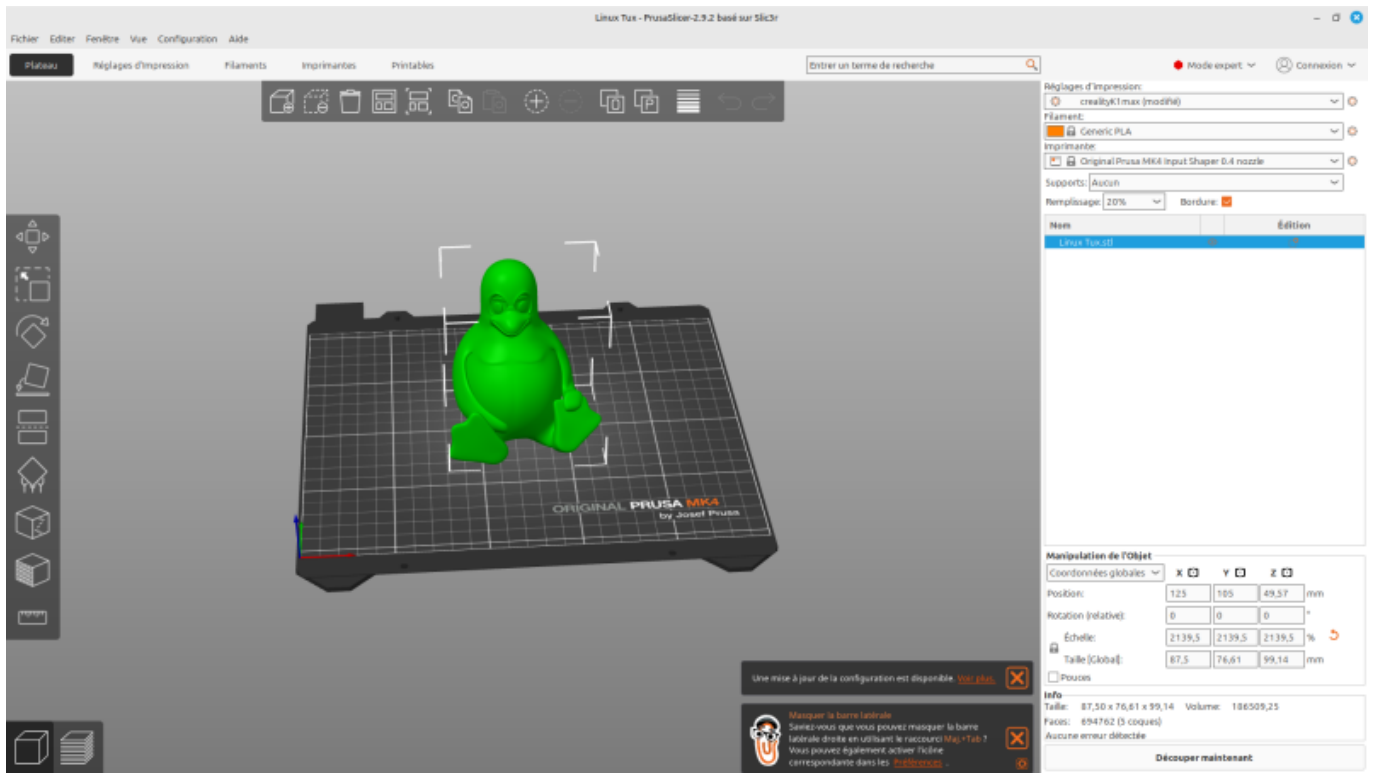 Linux Tux - PrusaSlicer-2.9.2 basé sur Slic3r
Fichier Editer Fenêtre Vue Configuration Aide
Plateau Réglages d'impression Filaments Imprimantes Printables Entrer un terme de recherche Mode expert Connexion
Réglages d'impression:
crealityK1max (modifié)
Filament:
Generic PLA
Imprimante:
Original Prusa MK4 Input Shaper 0.4 nozzle
Supports: Aucun
Remplissage: 20% Bordure:
Nom Édition
Linux Tux.stl
ORIGINAL PRUSA MK4
by Josef Prusa
Manipulation de l'Objet
Coordonnées globales X Y Z
Position: 125 105 49,57 mm
Rotation (relative): 0 0 0 °
Échelle: 2139,5 2139,5 2139,5 %
Taille [Global]: 87,5 76,61 99,14 mm
Pouces
Une mise à jour de la configuration est disponible. Voir plus.
Masquer la barre latérale
Saviez-vous que vous pouvez masquer la barre
latérale droite en utilisant le raccourci Maj.+Tab ?
Vous pouvez également activer l'icône
correspondante dans les Préférences .
Info
Taille: 87,50 x 76,61 x 99,14 Volume: 186509,25
Faces: 694762 (3 coques)
Aucune erreur détectée
Découper maintenant